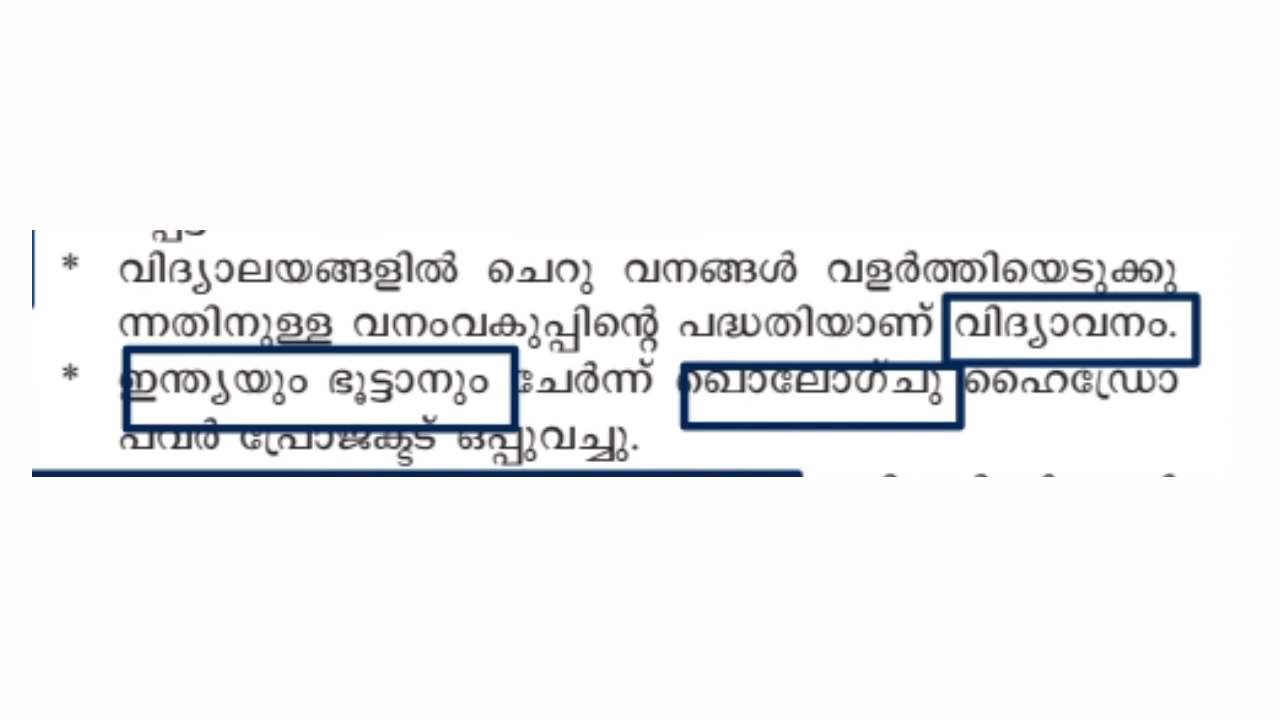 * വിദ്യാലയങ്ങളിൽ ചെറു വനങ്ങൾ വളർത്തിയെടുക്കു
ന്നതിനുള്ള വനംവകുപ്പിന്റെ പദ്ധതിയാണ് വിദ്യാവനം.
* ഇന്ത്യയും ഭൂട്ടാനും ചേർന്ന് ഖൊലോഗ്ചു ഹൈഡ്രോ
പവർ പ്രോജക്ട് ഒപ്പുവച്ചു.